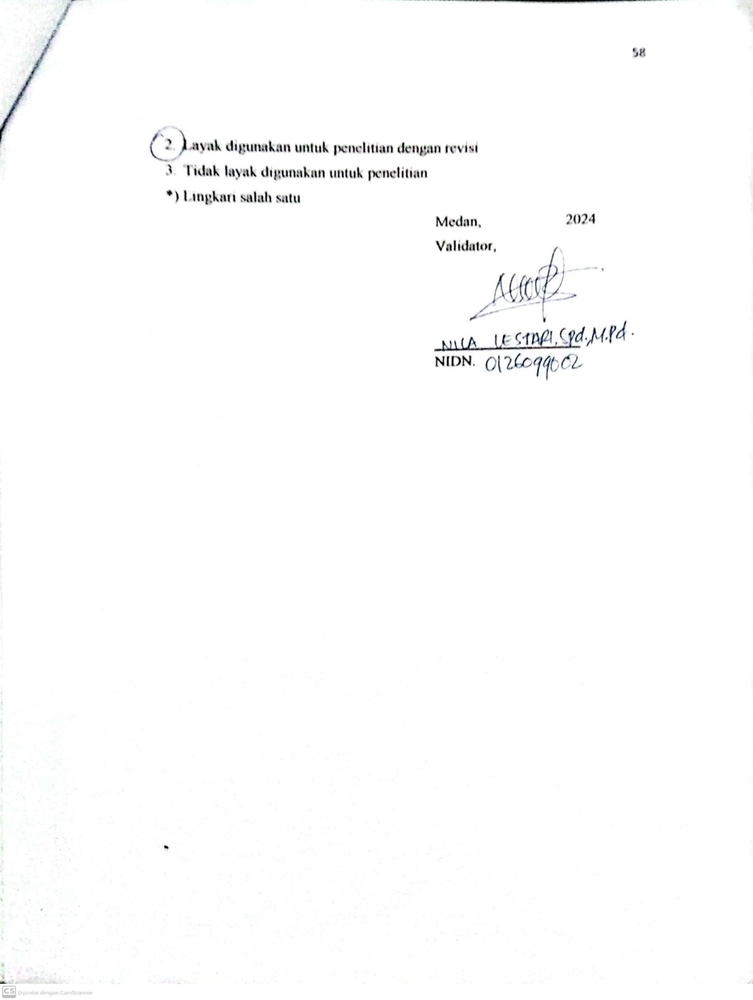 58
2. Layak digunakan untuk penelitian dengan revisi
3. Tidak layak digunakan untuk penelitian
*) Lingkari salah satu
Medan, 2024
Validator,
NILA LESTARI, Spd., M.Pd.
NIDN. 0126099002
CS Dipindai dengan CamScanner